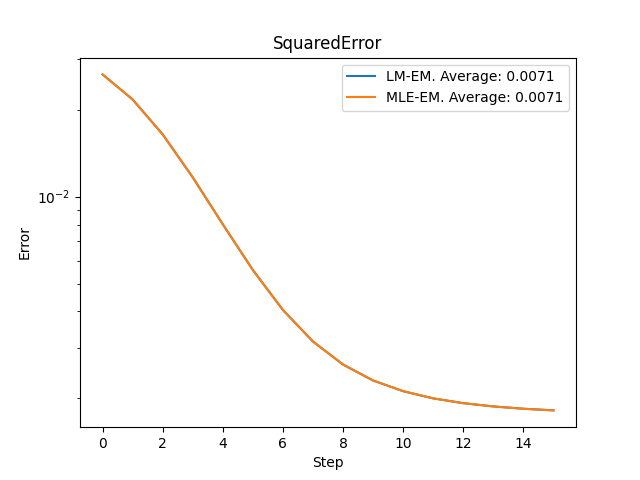 SquaredError
LM-EM. Average: 0.0071
MLE-EM. Average: 0.0071
10⁻²
Error
0 2 4 6 8 10 12 14
Step